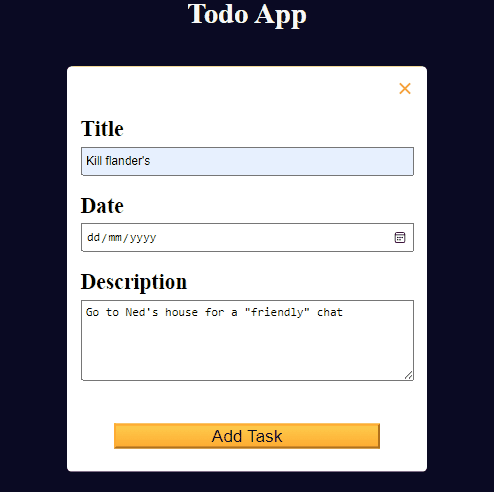 Todo App
×
Title
Kill flander's
Date
dd/mm/yyyy
Description
Go to Ned's house for a "friendly" chat
Add Task